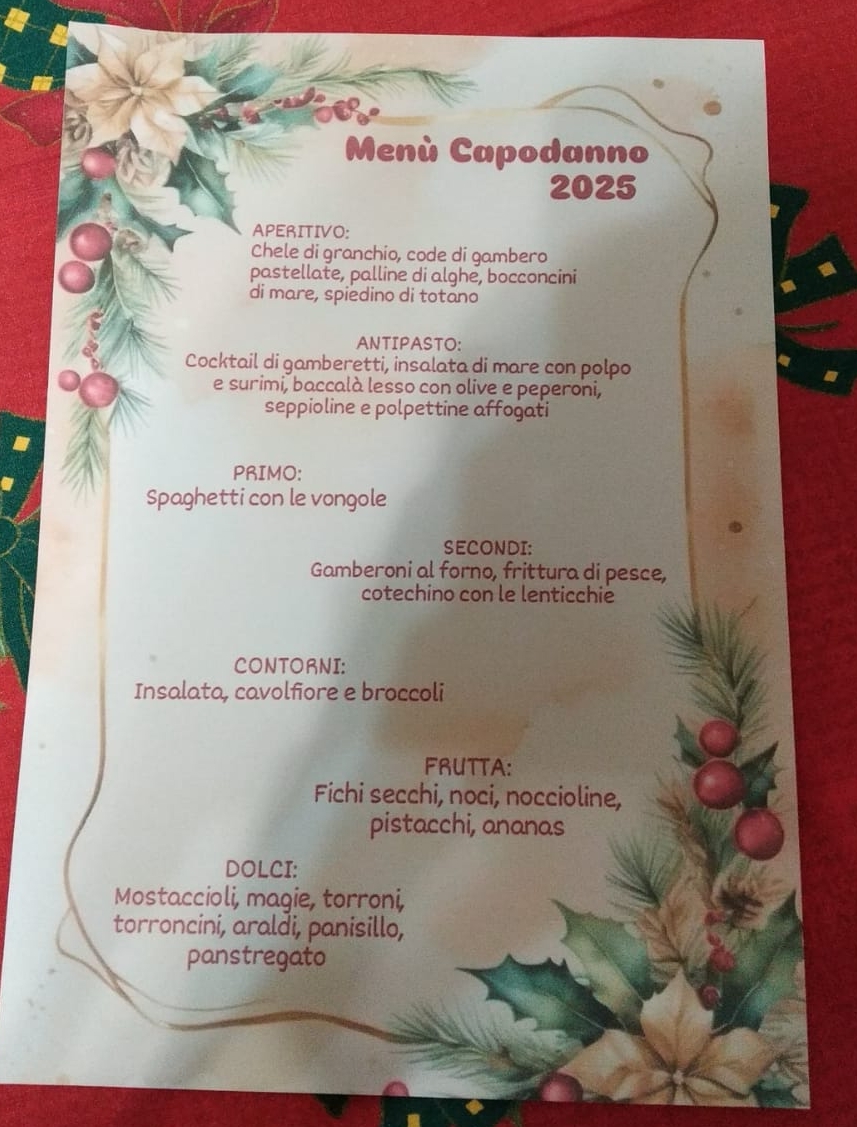 Menù Capodanno
2025
APERITIVO:
Chele di granchio, code di gambero
pastellate, palline di alghe, bocconcini
di mare, spiedino di totano
ANTIPASTO:
Cocktail di gamberetti, insalata di mare con polpo
e surimi, baccalà lesso con olive e peperoni,
seppioline e polpettine affogati
PRIMO:
Spaghetti con le vongole
SECONDI:
Gamberoni al forno, frittura di pesce,
cotechino con le lenticchie
CONTORNI:
Insalata, cavolfiore e broccoli
FRUTTA:
Fichi secchi, noci, noccioline,
pistacchi, ananas
DOLCI:
Mostaccioli, magie, torroni,
torroncini, araldi, panisillo,
panstregato